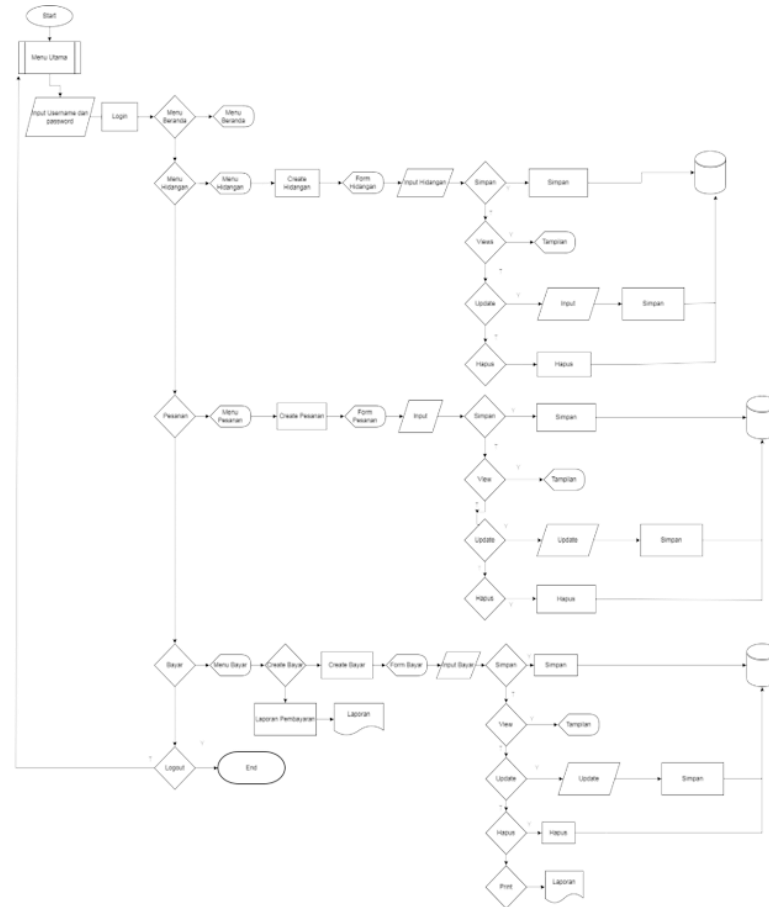 Start
Menu Utama
Input Username dan
password
Login
Menu
Beranda
Menu
Beranda
Menu
Hidangan
Menu
Hidangan
Create
Hidangan
Form
Hidangan
Input Hidangan
Simpan
Y
Simpan
T
Views
Y
Tampilan
T
Update
Y
Input
Simpan
T
Hapus
Y
Hapus
Pesanan
Menu
Pesanan
Create Pesanan
Form
Pesanan
Input
Simpan
Y
Simpan
T
View
Y
Tampilan
T
Update
Y
Update
Simpan
Hapus
Y
Hapus
Bayar
Menu Bayar
Create Bayar
Create Bayar
Form Bayar
Input Bayar
Simpan
Y
Simpan
Laporan Pembayaran
Laporan
T
View
Y
Tampilan
T
Logout
T
Y
End
Update
Y
Update
Simpan
T
Hapus
Y
Hapus
T
Print
Laporan